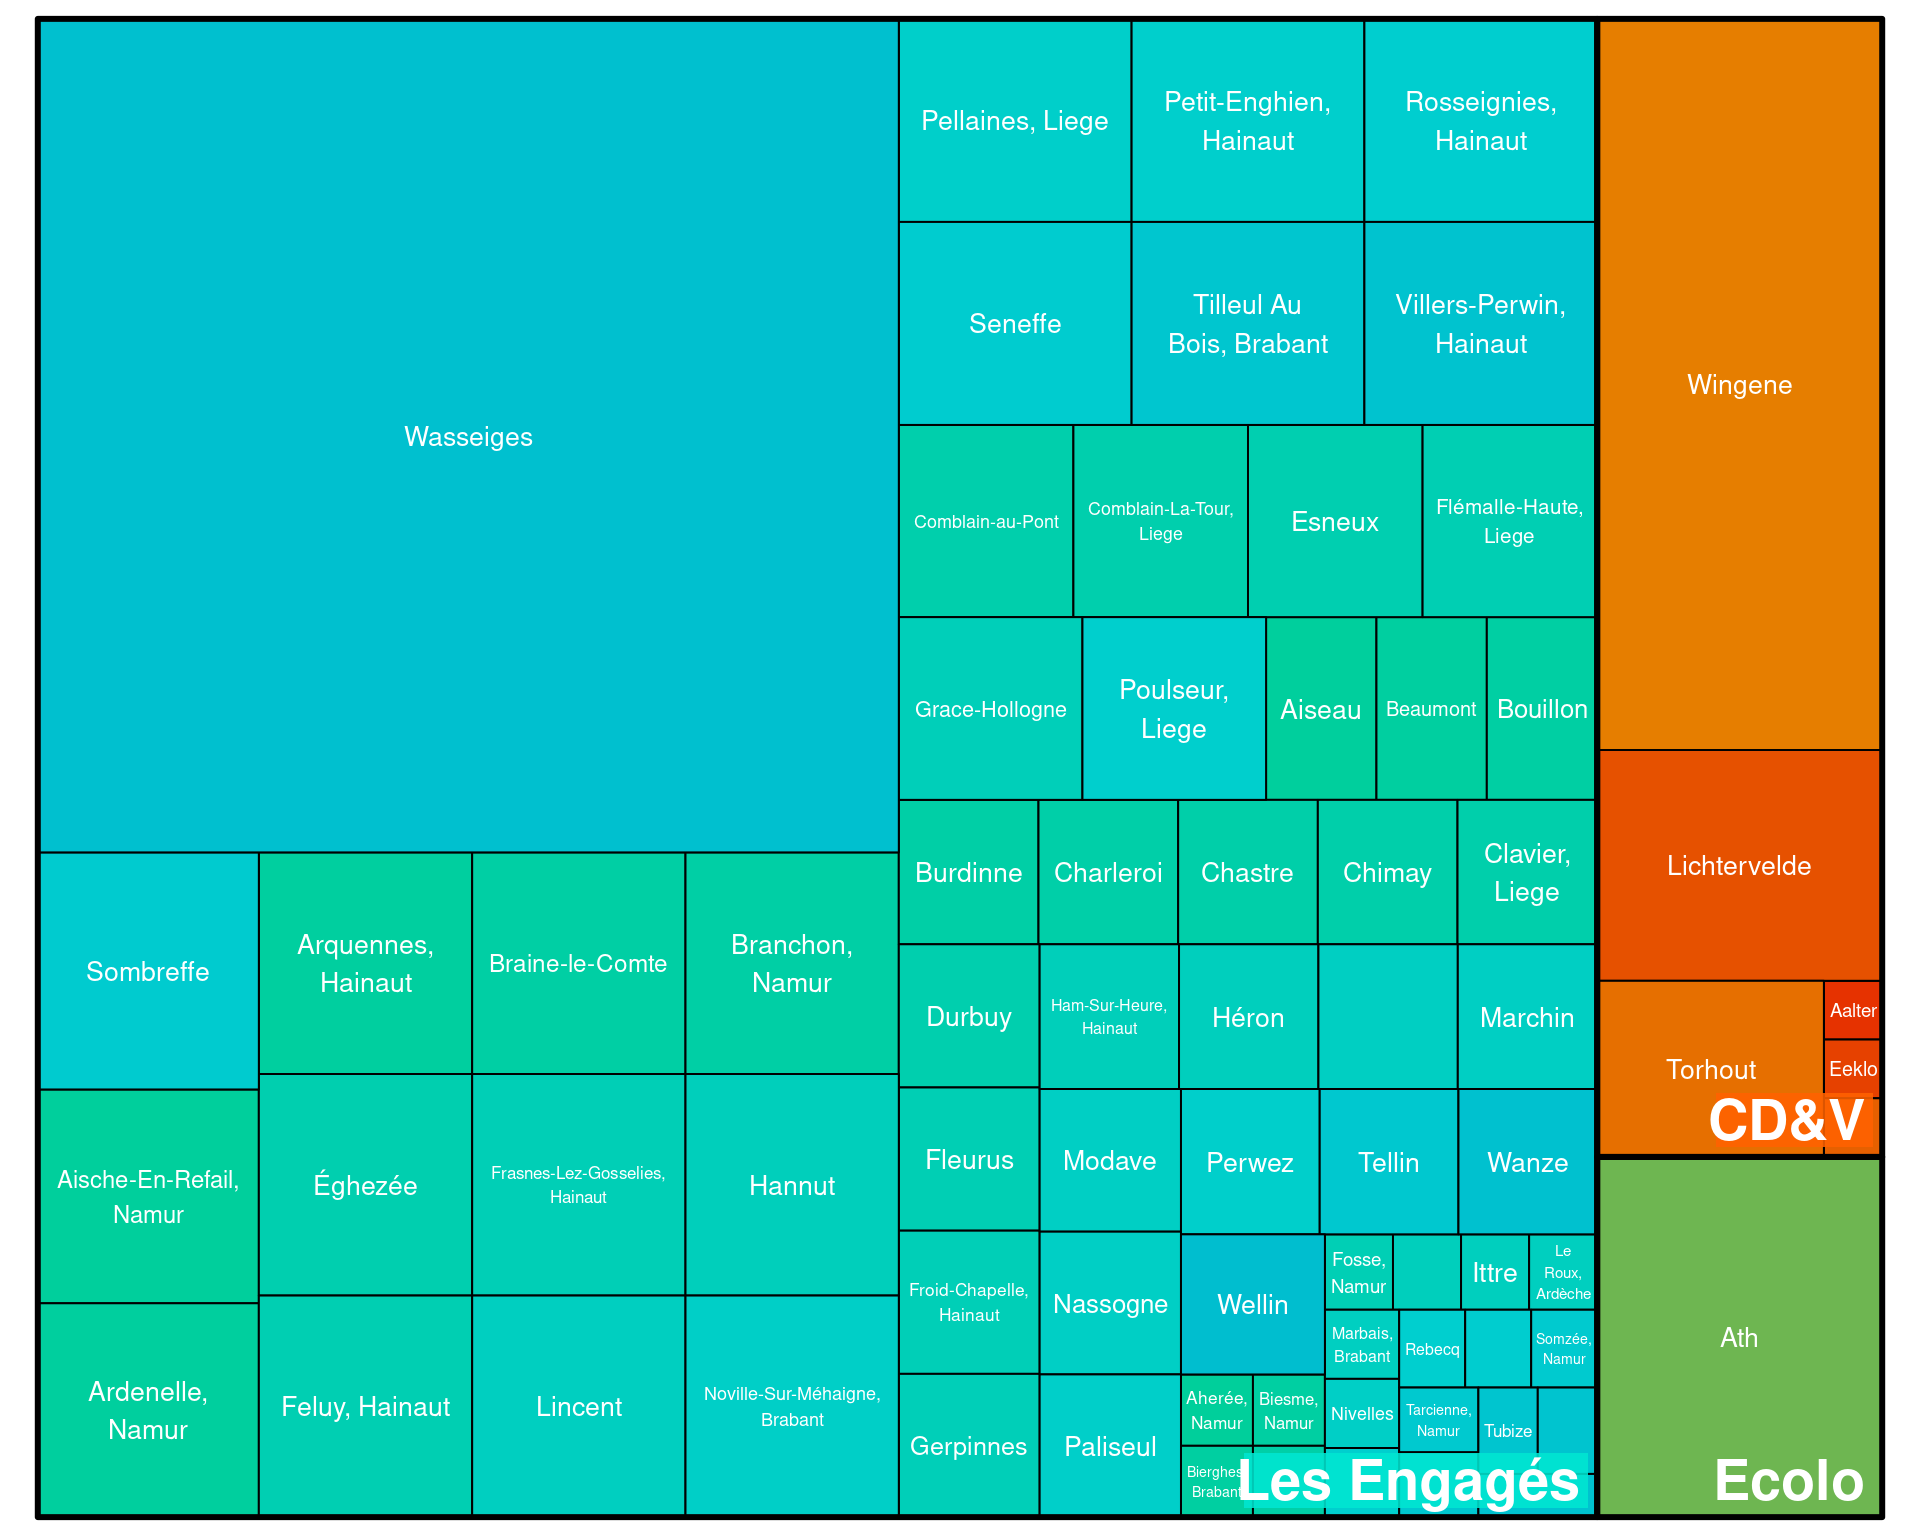 Wasseiges
Pellaines, Liege
Petit-Enghien,
Hainaut
Rosseignies,
Hainaut
Seneffe
Tilleul Au
Bois, Brabant
Villers-Perwin,
Hainaut
Comblain-au-Pont
Comblain-La-Tour,
Liege
Esneux
Flémalle-Haute,
Liege
Grace-Hollogne
Poulseur,
Liege
Aiseau
Beaumont
Bouillon
Burdinne
Charleroi
Chastre
Chimay
Clavier,
Liege
Sombreffe
Arquennes,
Hainaut
Braine-le-Comte
Branchon,
Namur
Durbuy
Ham-Sur-Heure,
Hainaut
Héron
Marchin
Aische-En-Refail,
Namur
Éghezée
Frasnes-Lez-Gosselies,
Hainaut
Hannut
Fleurus
Modave
Perwez
Tellin
Wanze
Froid-Chapelle,
Hainaut
Nassogne
Wellin
Fosse,
Namur
Ittre
Le
Roux,
Ardèche
Marbais,
Brabant
Rebecq
Somzée,
Namur
Ardenelle,
Namur
Feluy, Hainaut
Lincent
Noville-Sur-Méhaigne,
Brabant
Gerpinnes
Paliseul
Aherée,
Namur
Biesme,
Namur
Nivelles
Tarcienne,
Namur
Tubize
Bierghes,
Brabant
Les Engagés
Wingene
Lichtervelde
Torhout
Aalter
Eeklo
CD&V
Ath
Ecolo